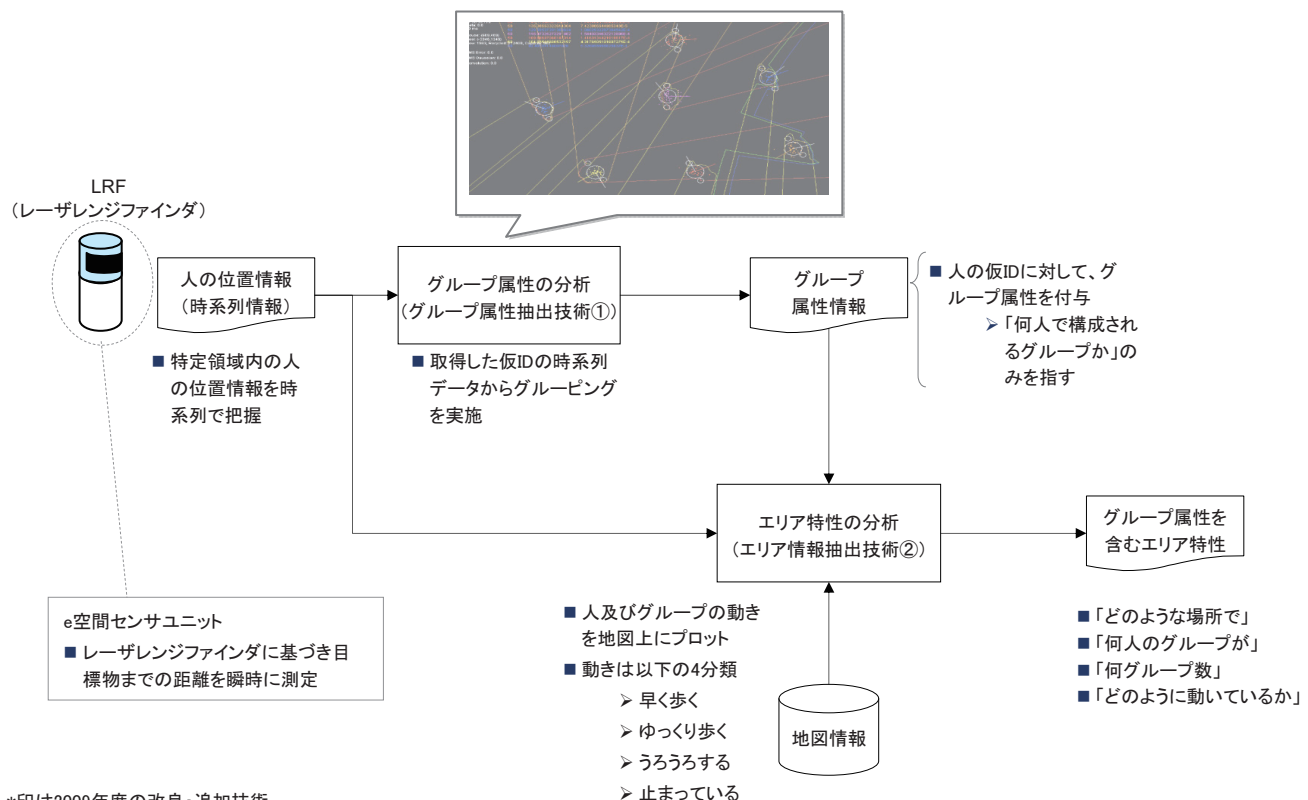 LRF
（レーザレンジファインダ）
人の位置情報
（時系列情報）
■ 特定領域内の人
の位置情報を時
系列で把握
グループ属性の分析
（グループ属性抽出技術①）
■ 取得した仮IDの時系列
データからグルーピング
を実施
グループ
属性情報
■ 人の仮IDに対して、グ
ループ属性を付与
➢ 「何人で構成され
るグループか」の
みを指す
エリア特性の分析
（エリア情報抽出技術②）
グループ属性を
含むエリア特性
e空間センサユニット
■ レーザレンジファインダに基づき目
標物までの距離を瞬時に測定
■ 人及びグループの動き
を地図上にプロット
■ 動きは以下の4分類
➢ 早く歩く
➢ ゆっくり歩く
➢ うろうろする
➢ 止まっている
地図情報
■ 「どのような場所で」
■ 「何人のグループが」
■ 「何グループ数」
■ 「どのように動いているか」